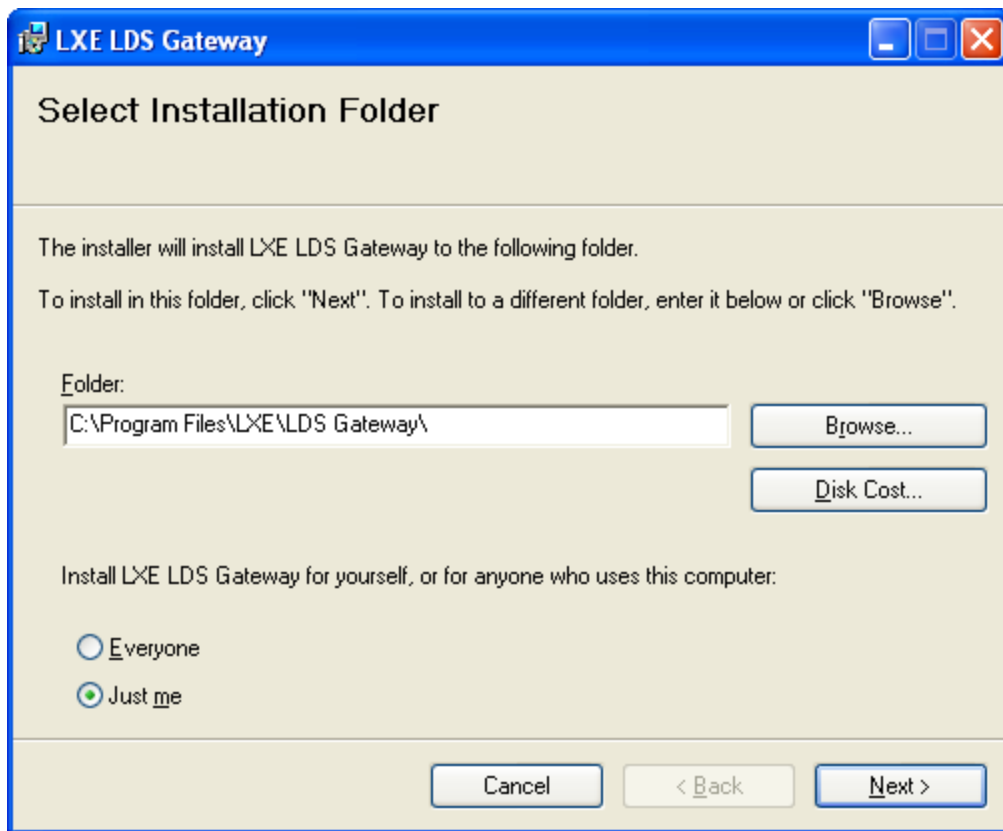 LXE LDS Gateway
Select Installation Folder
The installer will install LXE LDS Gateway to the following folder.
To install in this folder, click "Next". To install to a different folder, enter it below or click "Browse".
Folder:
C:\Program Files\LXE\LDS Gateway\
Browse...
Disk Cost...
Install LXE LDS Gateway for yourself, or for anyone who uses this computer:
Everyone
Just me
Cancel
< Back
Next >